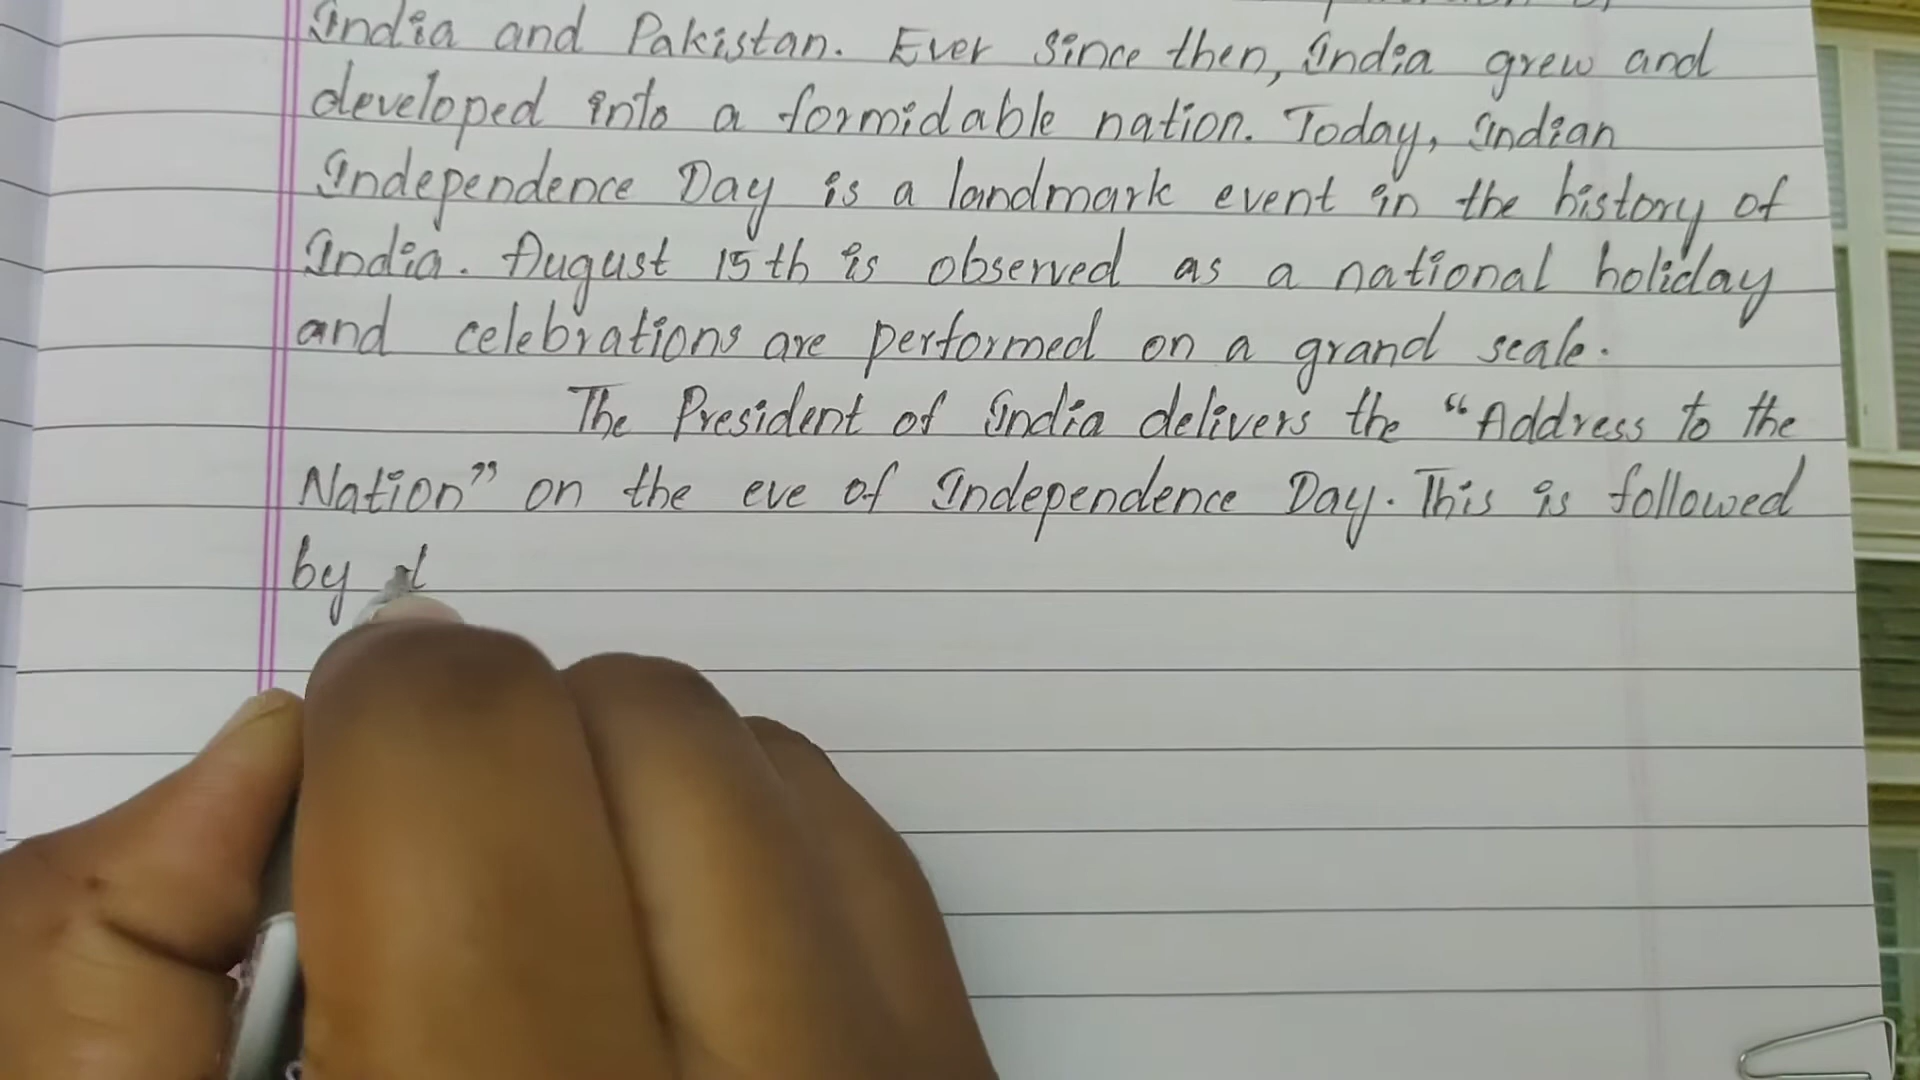 India and Pakistan. Ever since then, India grew and
developed into a formidable nation. Today, Indian
Independence Day is a landmark event in the history of
India. August 15th is observed as a national holiday
and celebrations are performed on a grand scale.
The President of India delivers the “Address to the
Nation” on the eve of Independence Day. This is followed
by